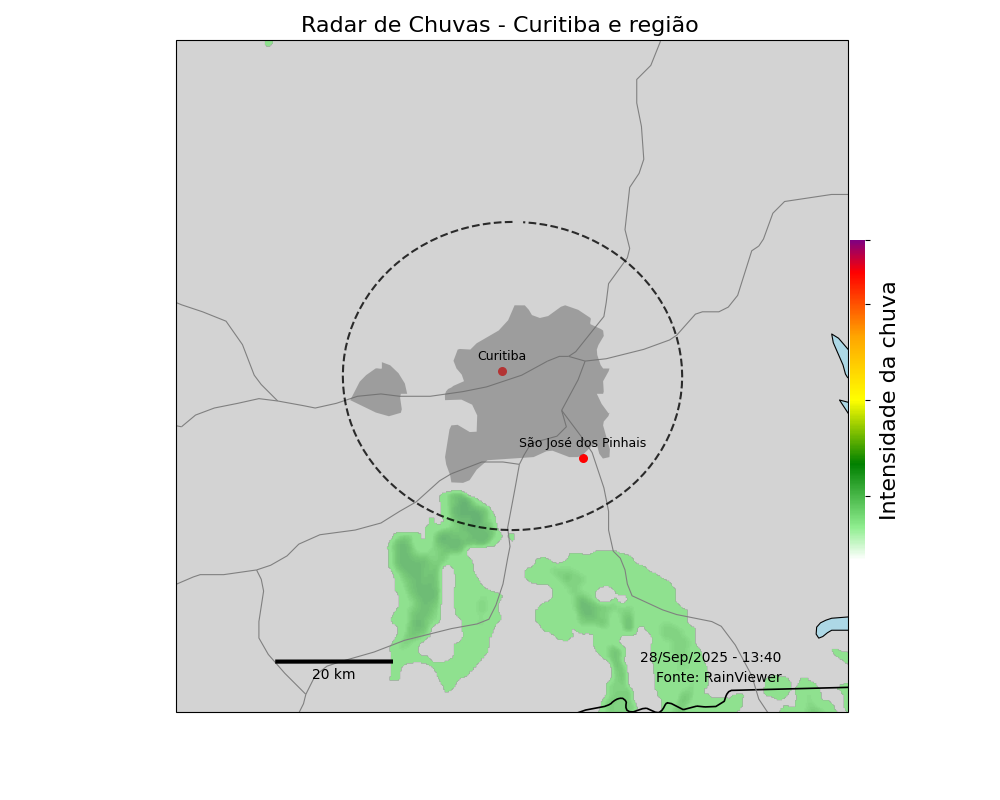 Radar de Chuvas - Curitiba e região
Curitiba
São José dos Pinhais
Intensidade da chuva
28/Sep/2025 - 13:40
Fonte: RainViewer
20 km